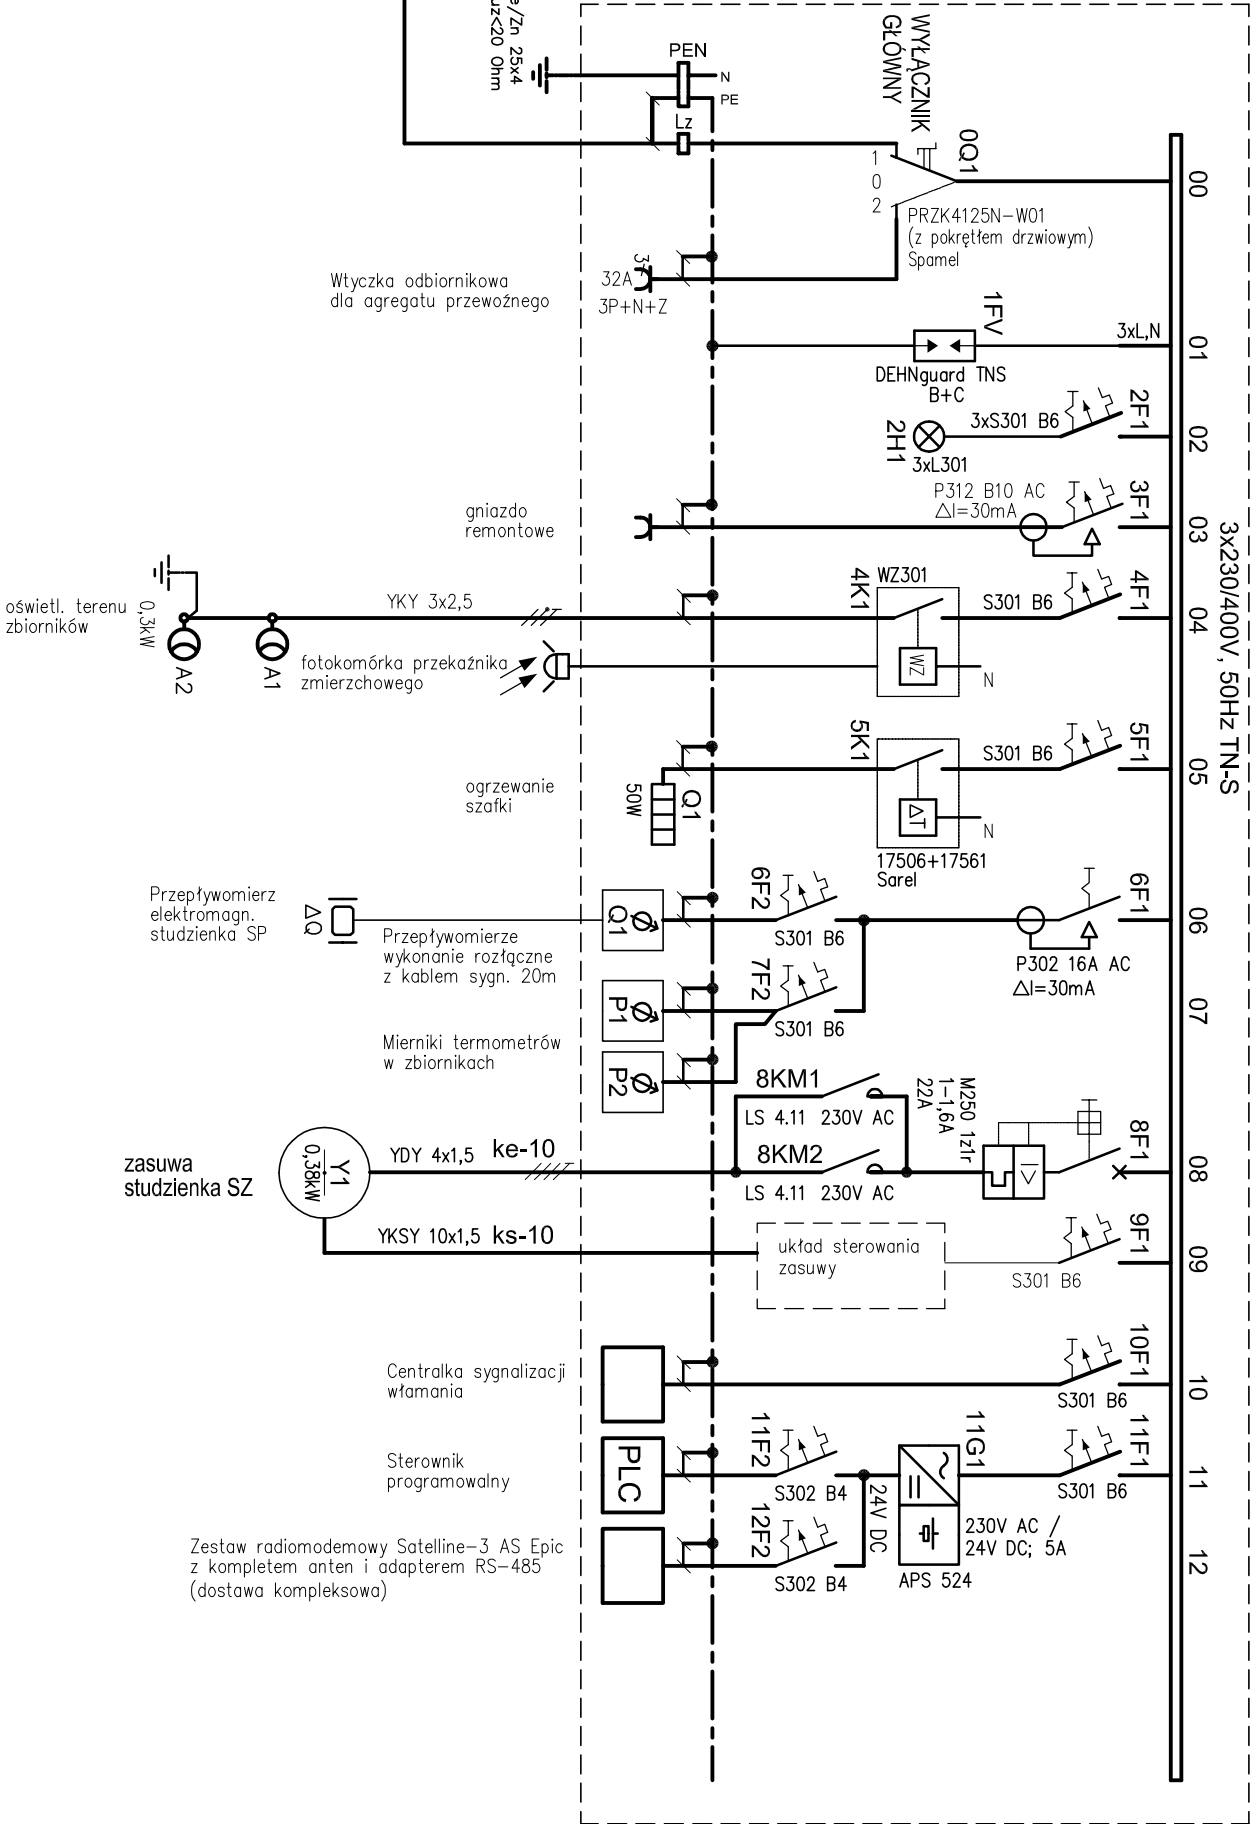 e/Zn 25x4
uz<20 Ohm
PEN
N
PE
Lz
WYŁĄCZNIK
GŁÓWNY
0Q1
1
0
2
PRZK4125N-W01
(z pokrętłem drzwiowym)
Spamel
00
Wtyczka odbiornikowa
dla agregatu przewoźnego
32A
3P+N+Z
1FV
3xL,N
DEHNguard TNS
B+C
01
2F1
3xS301 B6
2H1
3xL301
02
3F1
P312 B10 AC
ΔI=30mA
gniazdo
remontowe
03
3x230/400V, 50Hz TN-S
4F1
S301 B6
4K1
WZ301
WZ
N
YKY 3x2,5
04
oświetl. terenu
zbiorników
0,3kW
A2
A1
fotokomórka przekaźnika
zmierzchowego
5F1
S301 B6
5K1
ΔT
N
17506+17561
Sarel
05
ogrzewanie
szafki
Q1
50W
6F1
P302 16A AC
ΔI=30mA
6F2
S301 B6
Q1
06
Przepływomierz
elektromagn.
studzienka SP
ΔQ
Przepływomierze
wykonanie rozłączne
z kablem sygn. 20m
7F2
S301 B6
P1
07
Mierniki termometrów
w zbiornikach
P2
8KM1
LS 4.11 230V AC
8KM2
LS 4.11 230V AC
M250 1z1r
1-1,6A
22A
I>
8F1
08
zasuwa
studzienka SZ
Y1
0,38kW
YDY 4x1,5 ke-10
YKSY 10x1,5 ks-10
układ sterowania
zasuwy
9F1
S301 B6
09
Centralka sygnalizacji
włamania
10F1
S301 B6
10
Sterownik
programowalny
PLC
11F2
S302 B4
24V DC
11G1
230V AC /
24V DC; 5A
APS 524
11F1
S301 B6
11
Zestaw radiomodemowy Satelline-3 AS Epic
z kompletem anten i adapterem RS-485
(dostawa kompleksowa)
12F2
S302 B4
12